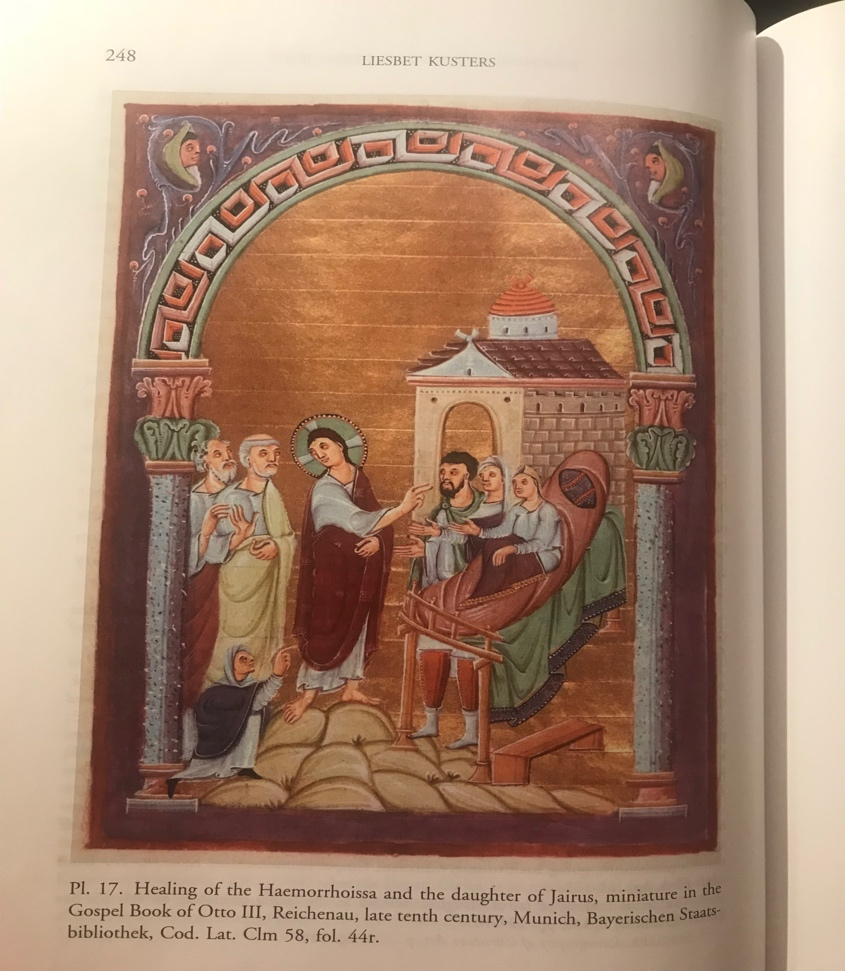 248
LIESBET KUSTERS
Pl. 17. Healing of the Haemorrhoissa and the daughter of Jairus, miniature in the
Gospel Book of Otto III, Reichenau, late tenth century, Munich, Bayerischen Staats-
bibliothek, Cod. Lat. Clm 58, fol. 44r.